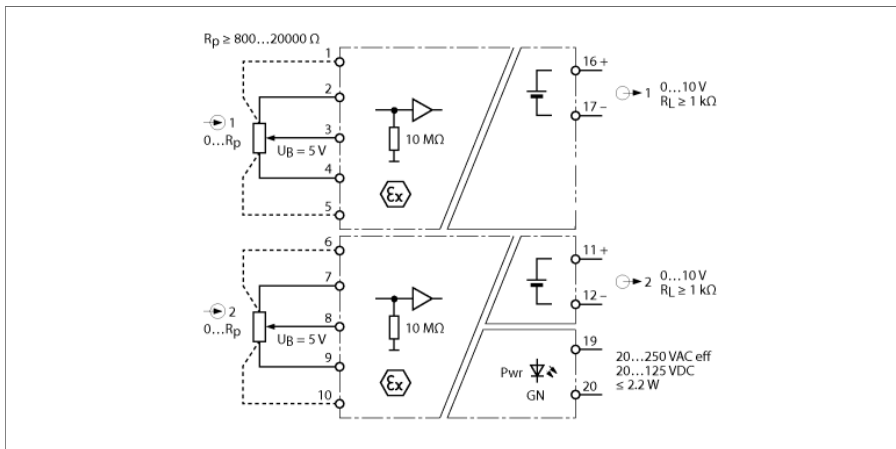 Rp ≥ 800...20000 Ω
1
2
3
4
5
1
0...Rp
UB = 5 V
10 MΩ
εx
16 +
17 –
1 0...10 V
RL ≥ 1 kΩ
6
7
8
9
10
2
0...Rp
UB = 5 V
10 MΩ
εx
11 +
12 –
2 0...10 V
RL ≥ 1 kΩ
19
20
Pwr
GN
20...250 VAC eff
20...125 VDC
≤ 2.2 W